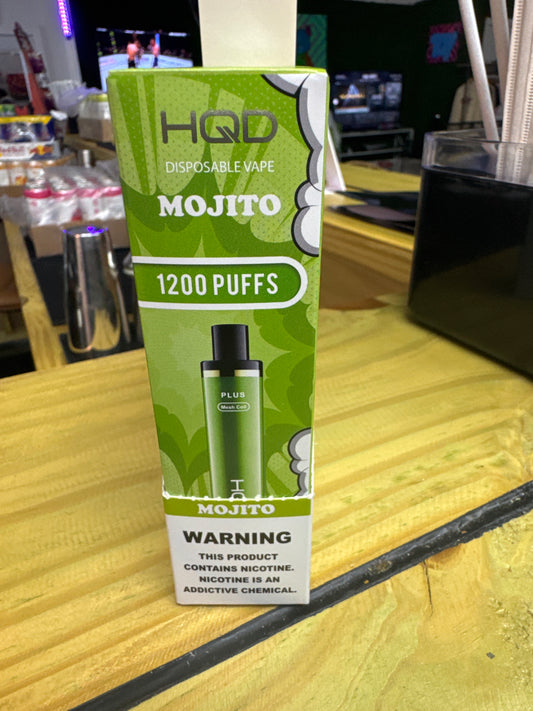 HQD
DISPOSABLE VAPE
MOJITO
1200 PUFFS
PLUS
Mesh Coil
HQ
MOJITO
WARNING
THIS PRODUCT
CONTAINS NICOTINE.
NICOTINE IS AN
ADDICTIVE CHEMICAL.